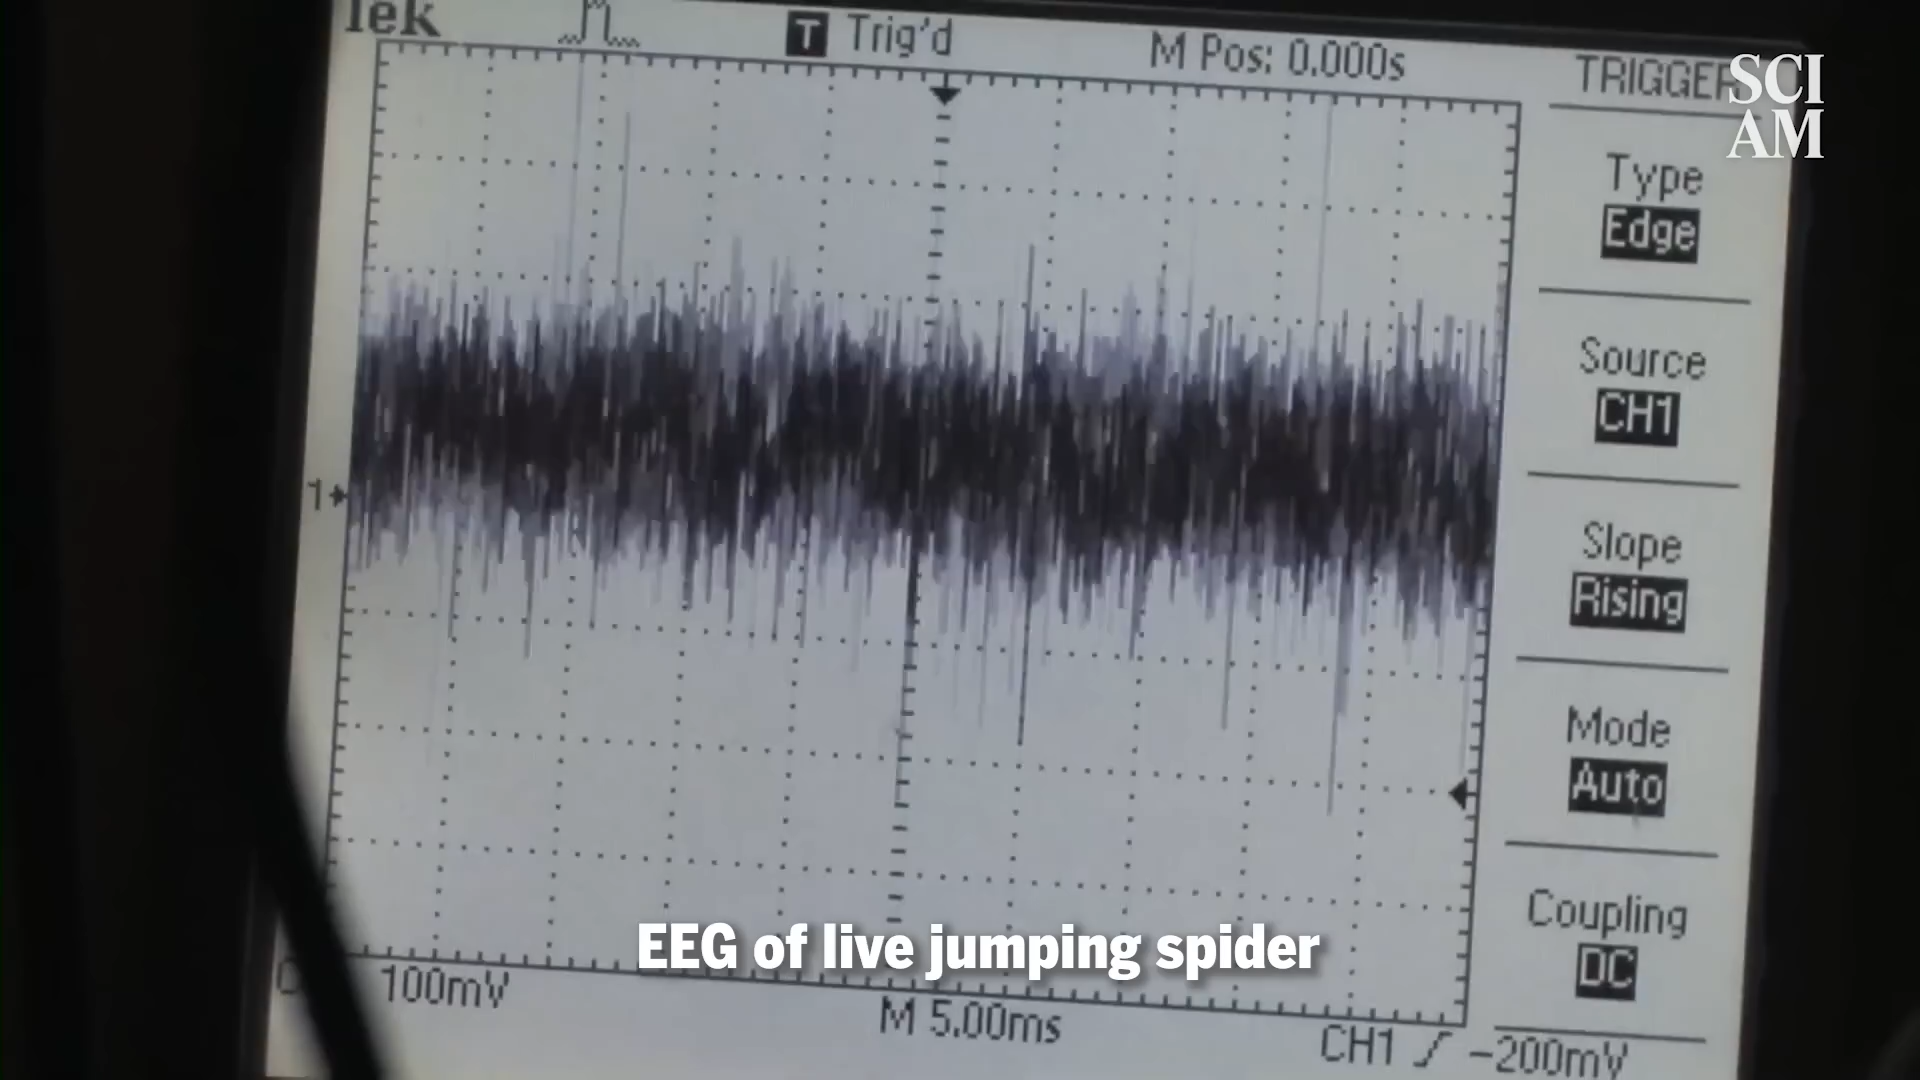 Tek
T Trig'd
M Pos: 0.000s
TRIGGER
SCI
AM
Type
Edge
Source
CH1
Slope
Rising
Mode
Auto
Coupling
DC
1
EEG of live jumping spider
100mV
M 5.00ms
CH1
-200mV